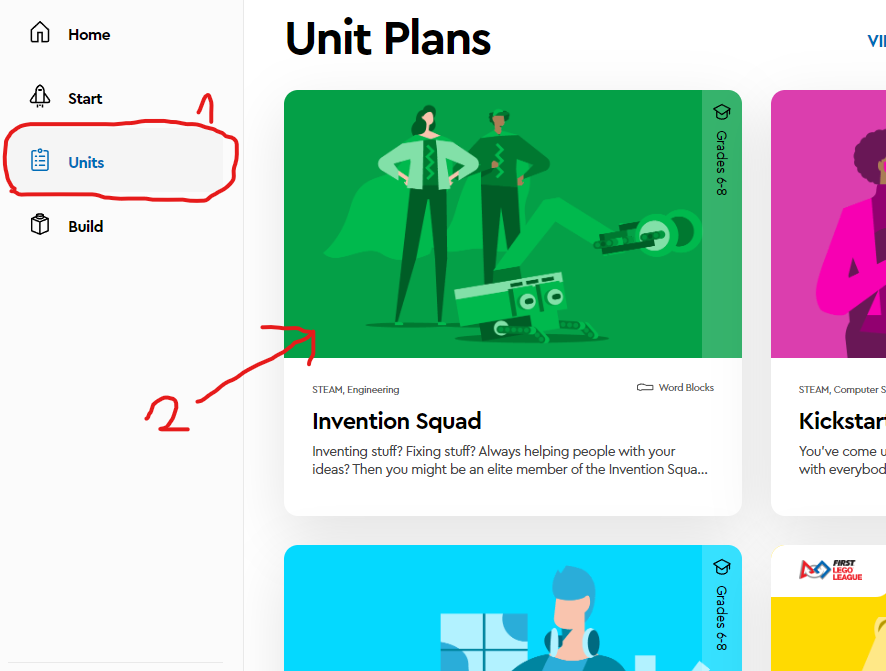 Home
Start
1
Units
Build
2
Unit Plans
VI
Grades 6-8
STEAM, Engineering
Word Blocks
Invention Squad
Inventing stuff? Fixing stuff? Always helping people with your
ideas? Then you might be an elite member of the Invention Squa...
STEAM, Computer S
Kickstar
You've come u
with everybod
Grades 6-8
FIRST
LEGO
LEAGUE